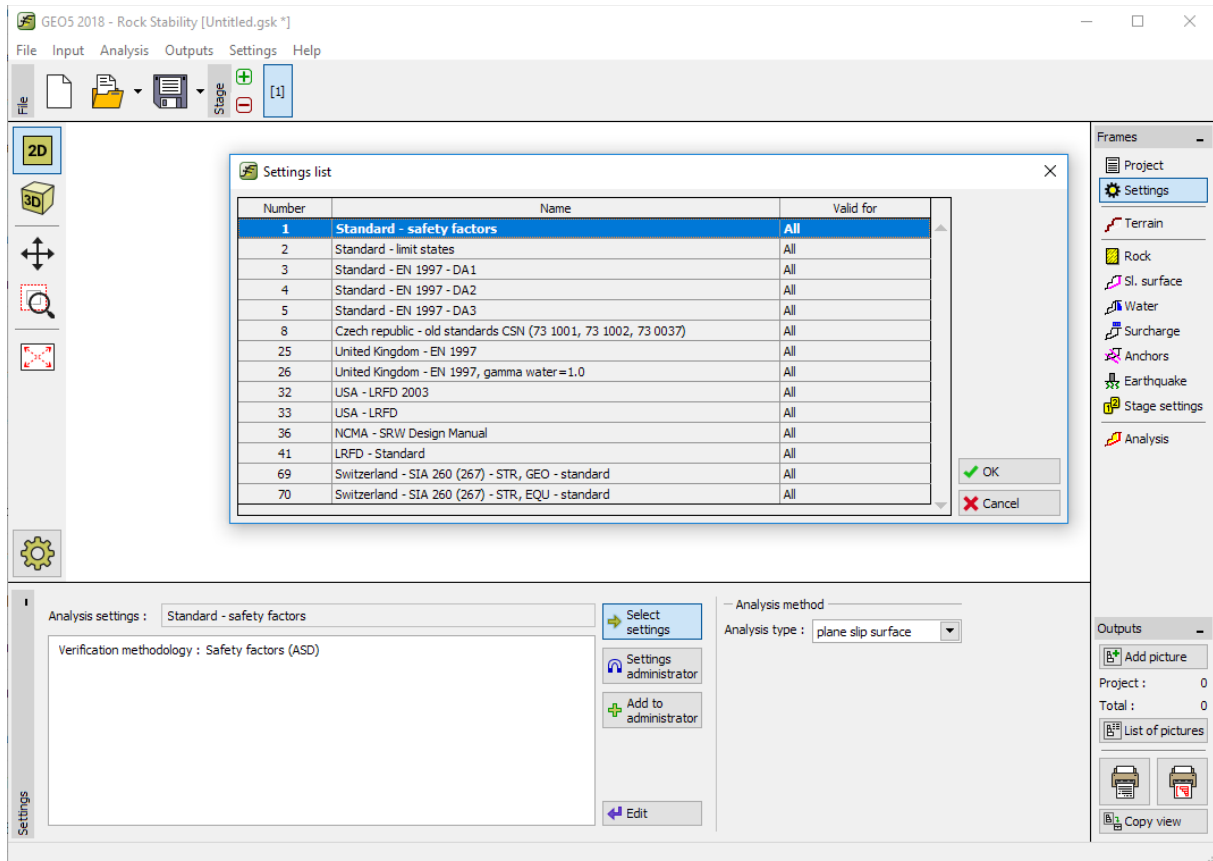 GEO5 2018 - Rock Stability [Untitled.gsk *]
File Input Analysis Outputs Settings Help
File
Stage
[1]
2D
3D
Settings list
Number Name Valid for
1 Standard - safety factors All
2 Standard - limit states All
3 Standard - EN 1997 - DA1 All
4 Standard - EN 1997 - DA2 All
5 Standard - EN 1997 - DA3 All
8 Czech republic - old standards CSN (73 1001, 73 1002, 73 0037) All
25 United Kingdom - EN 1997 All
26 United Kingdom - EN 1997, gamma water=1.0 All
32 USA - LRFD 2003 All
33 USA - LRFD All
36 NCMA - SRW Design Manual All
41 LRFD - Standard All
69 Switzerland - SIA 260 (267) - STR, GEO - standard All
70 Switzerland - SIA 260 (267) - STR, EQU - standard All
OK
Cancel
Frames
Project
Settings
Terrain
Rock
Sl. surface
Water
Surcharge
Anchors
Earthquake
Stage settings
Analysis
Settings
Analysis settings : Standard - safety factors
Verification methodology : Safety factors (ASD)
Select
settings
Settings
administrator
Add to
administrator
Edit
Analysis method
Analysis type : plane slip surface
Outputs
Add picture
Project : 0
Total : 0
List of pictures
Copy view